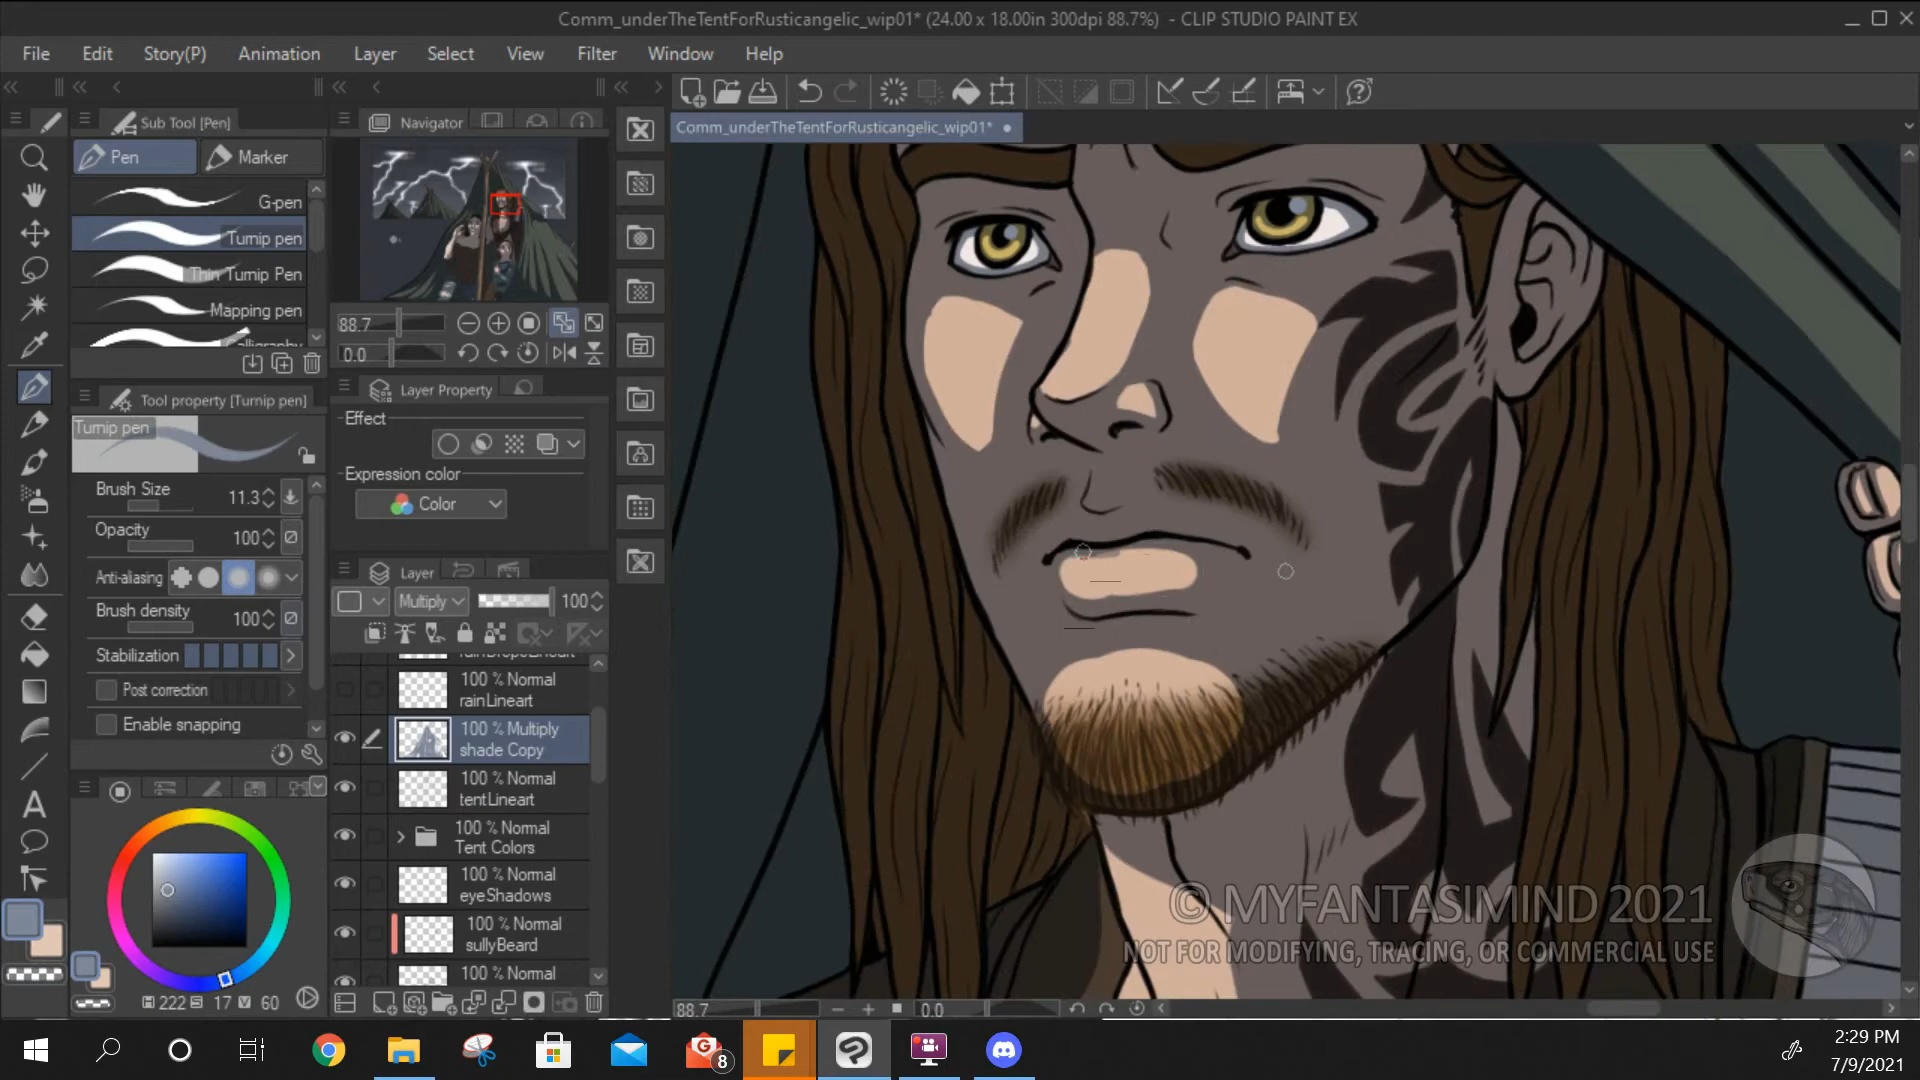 Comm_underTheTentForRusticangelic_wip01* (24.00 x 18.00in 300dpi 88.7%) - CLIP STUDIO PAINT EX
File Edit Story(P) Animation Layer Select View Filter Window Help
Sub Tool [Pen]
Navigator
Comm_underTheTentForRusticangelic_wip01*
Pen
Marker
G-pen
Turnip pen
Thin Turnip Pen
Mapping pen
Calligraphy
88.7
0.0
Tool property [Turnip pen]
Turnip pen
Brush Size 11.3
Opacity 100
Anti-aliasing
Brush density 100
Stabilization
Post correction
Enable snapping
Layer Property
Effect
Expression color
Color
Layer
Multiply 100
rainDropsLineart
100 % Normal
rainLineart
100 % Multiply
shade Copy
100 % Normal
tentLineart
100 % Normal
Tent Colors
100 % Normal
eyeShadows
100 % Normal
sullyBeard
100 % Normal
H 222 S 17 V 60
88.7
0.0
© MYFANTASIMIND 2021
NOT FOR MODIFYING, TRACING, OR COMMERCIAL USE
A
G
8
2:29 PM
7/9/2021